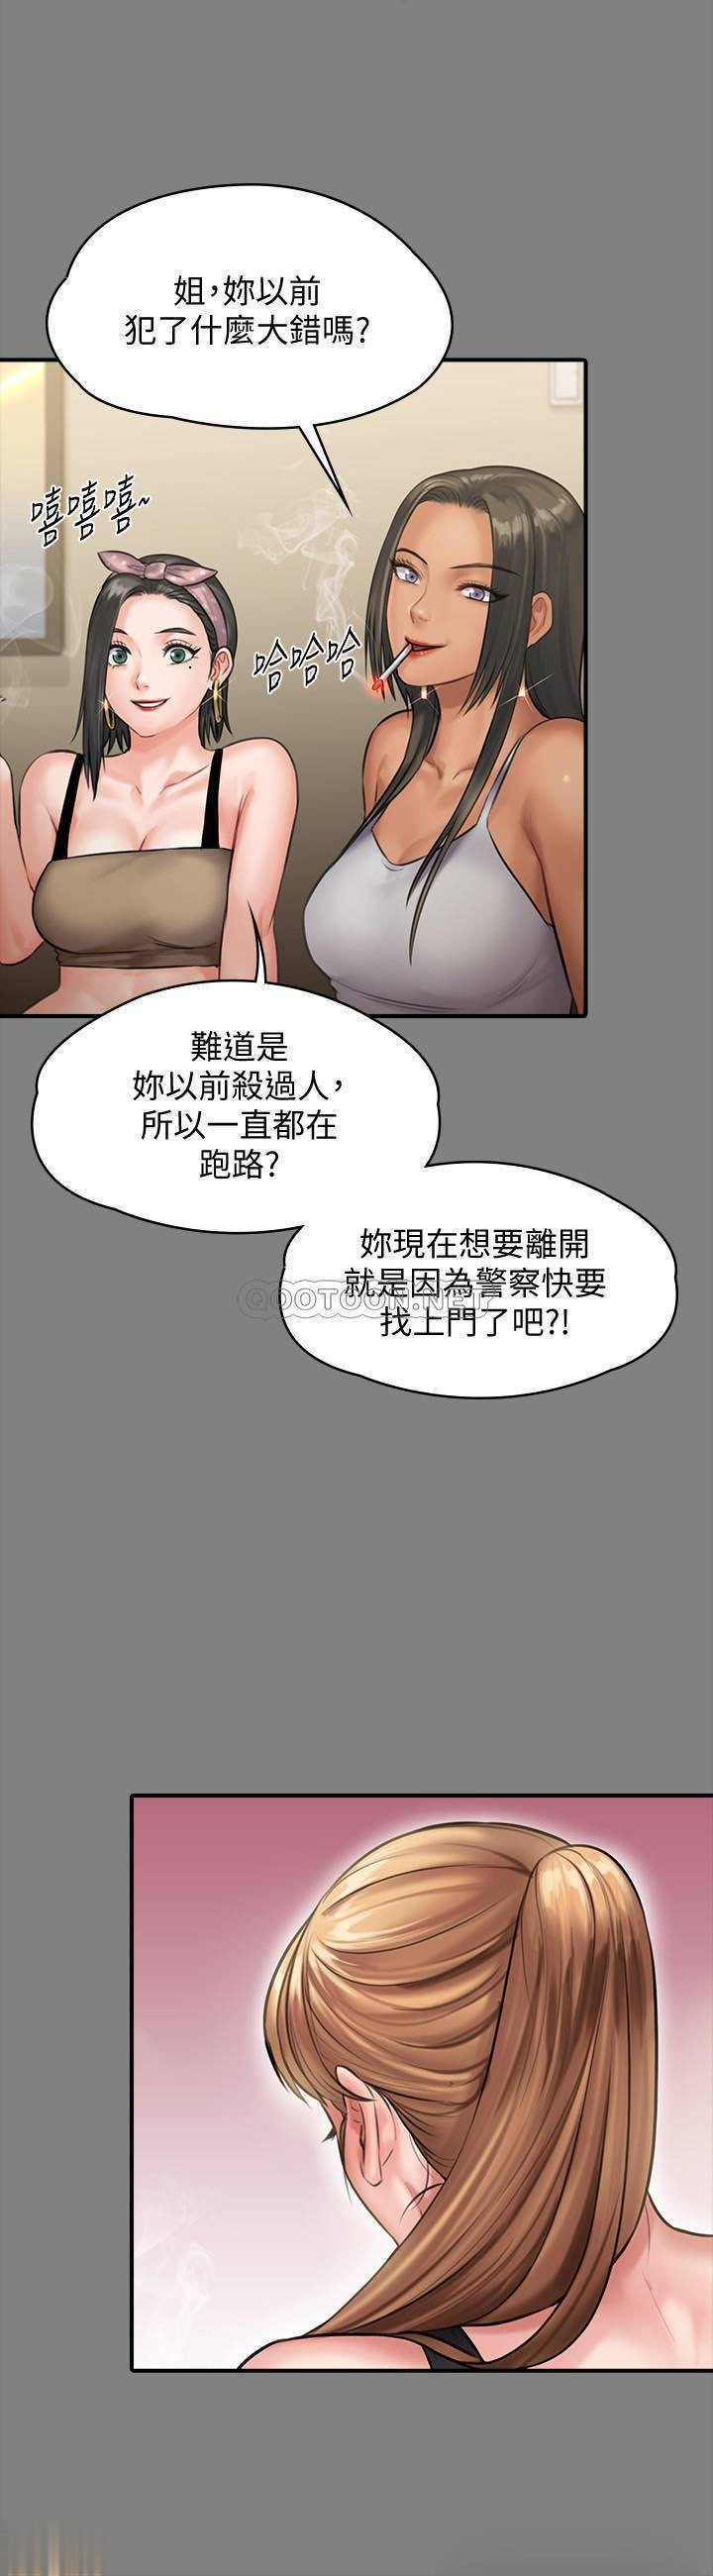 姐，妳以前
犯了什麼大錯嗎?
嘻嘻嘻~
哈哈哈
難道是
妳以前殺過人，
所以一直都在
跑路?
妳現在想要離開
就是因為警察快要
找上門了吧?!
QOOTOON.NET